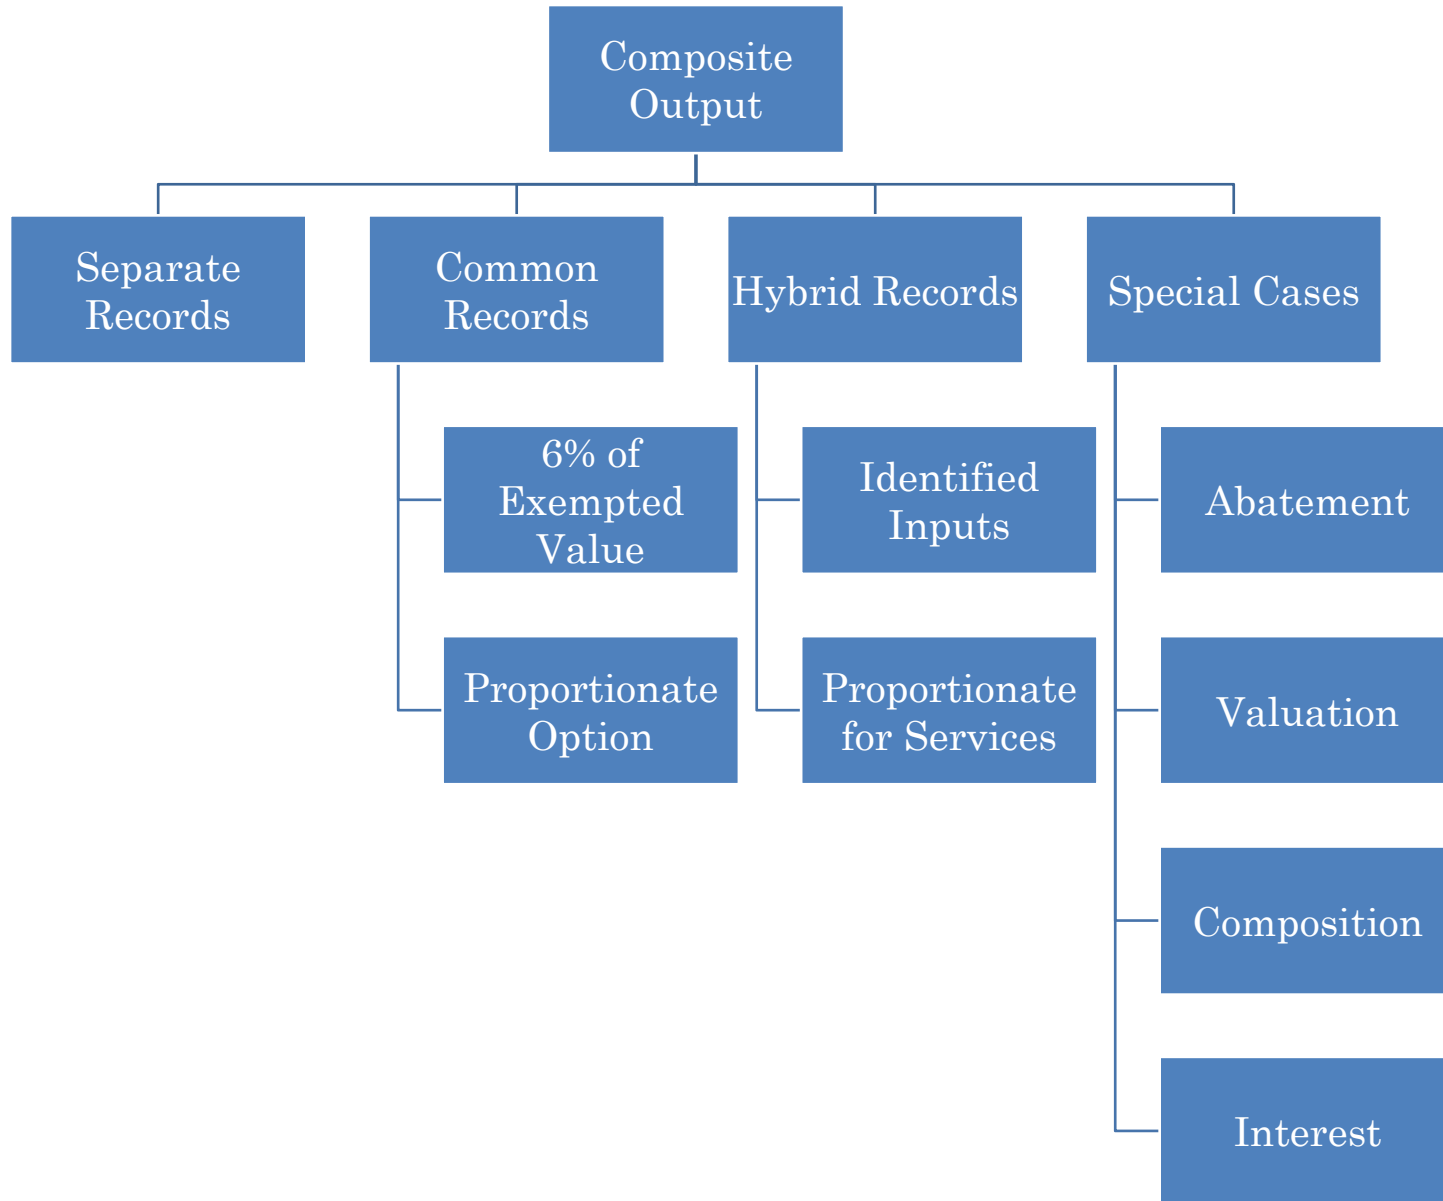 Composite
Output
Separate
Records
Common
Records
Hybrid Records
Special Cases
6% of
Exempted
Value
Proportionate
Option
Identified
Inputs
Proportionate
for Services
Abatement
Valuation
Composition
Interest